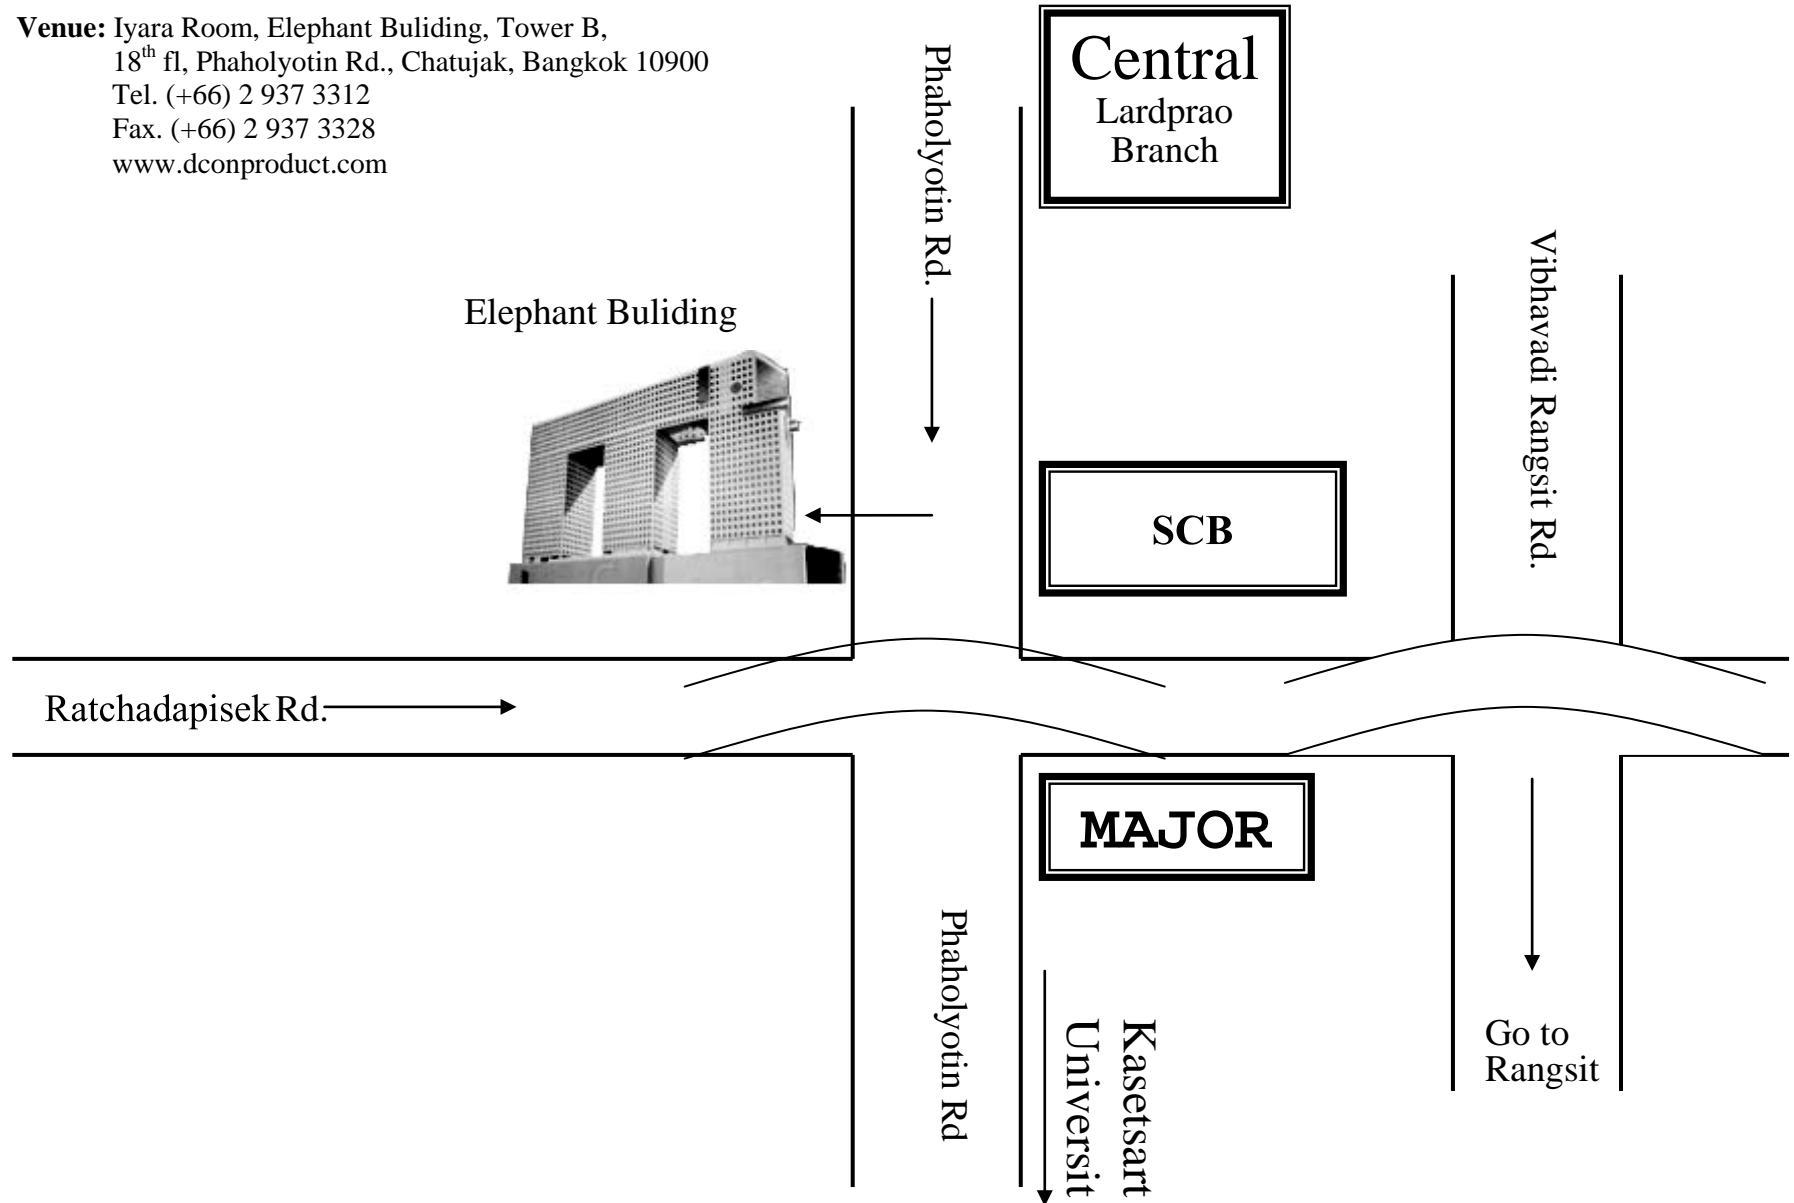 Venue: Iyara Room, Elephant Buliding, Tower B,
18th fl, Phaholyotin Rd., Chatujak, Bangkok 10900
Tel. (+66) 2 937 3312
Fax. (+66) 2 937 3328
www.dconproduct.com
Phaholyotin Rd.
Central
Lardprao
Branch
Vibhavadi Rangsit Rd.
Elephant Buliding
SCB
Ratchadapisek Rd.
MAJOR
Phaholyotin Rd
Kasetsart
Universit
Go to
Rangsit